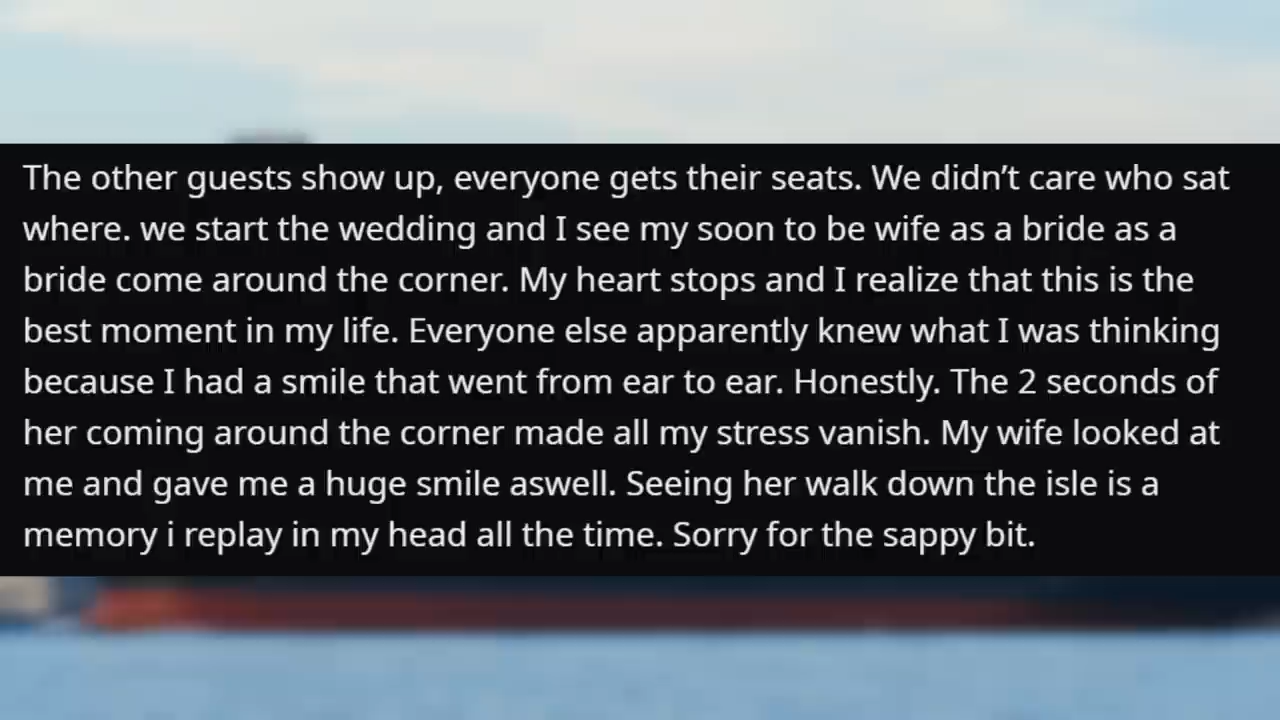 The other guests show up, everyone gets their seats. We didn’t care who sat
where. we start the wedding and I see my soon to be wife as a bride as a
bride come around the corner. My heart stops and I realize that this is the
best moment in my life. Everyone else apparently knew what I was thinking
because I had a smile that went from ear to ear. Honestly. The 2 seconds of
her coming around the corner made all my stress vanish. My wife looked at
me and gave me a huge smile aswell. Seeing her walk down the isle is a
memory i replay in my head all the time. Sorry for the sappy bit.